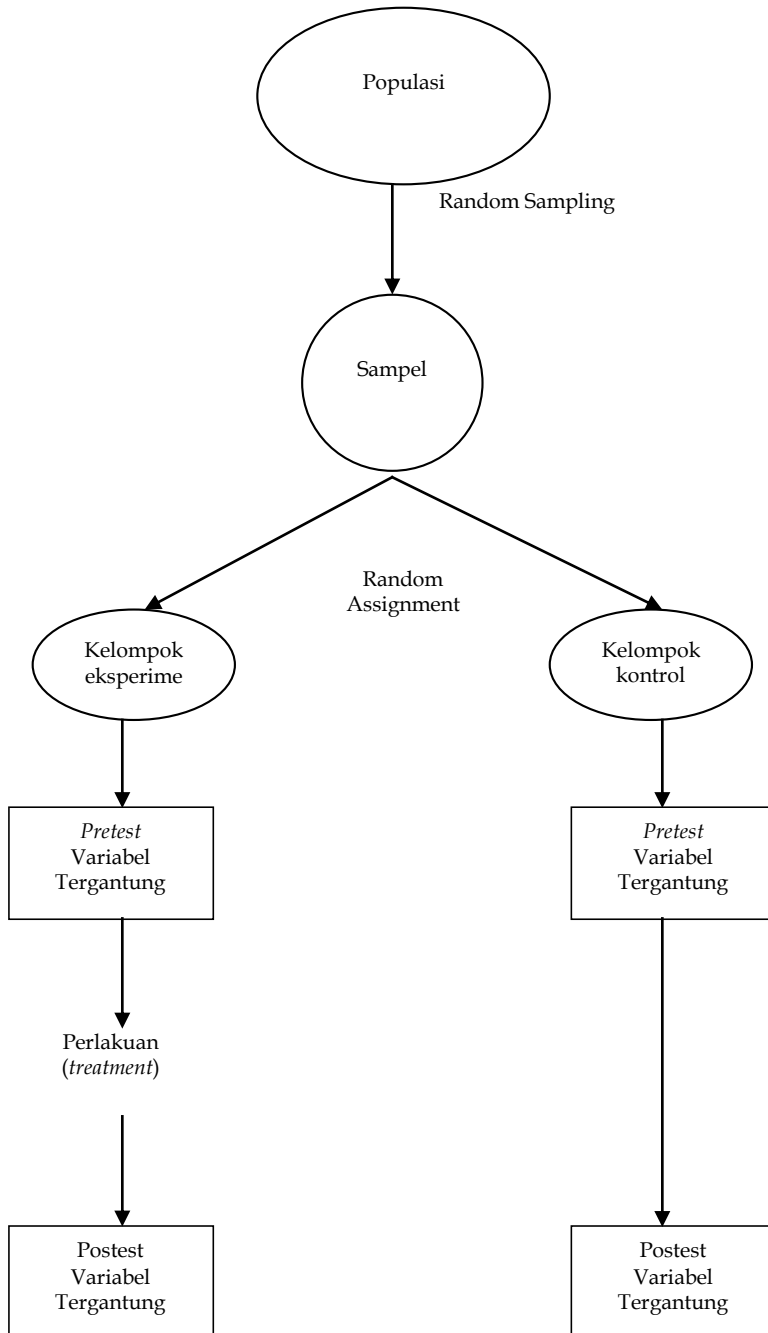 Populasi
Random Sampling
Sampel
Random
Assignment
Kelompok
eksperime
Kelompok
kontrol
Pretest
Variabel
Tergantung
Pretest
Variabel
Tergantung
Perlakuan
(treatment)
Postest
Variabel
Tergantung
Postest
Variabel
Tergantung